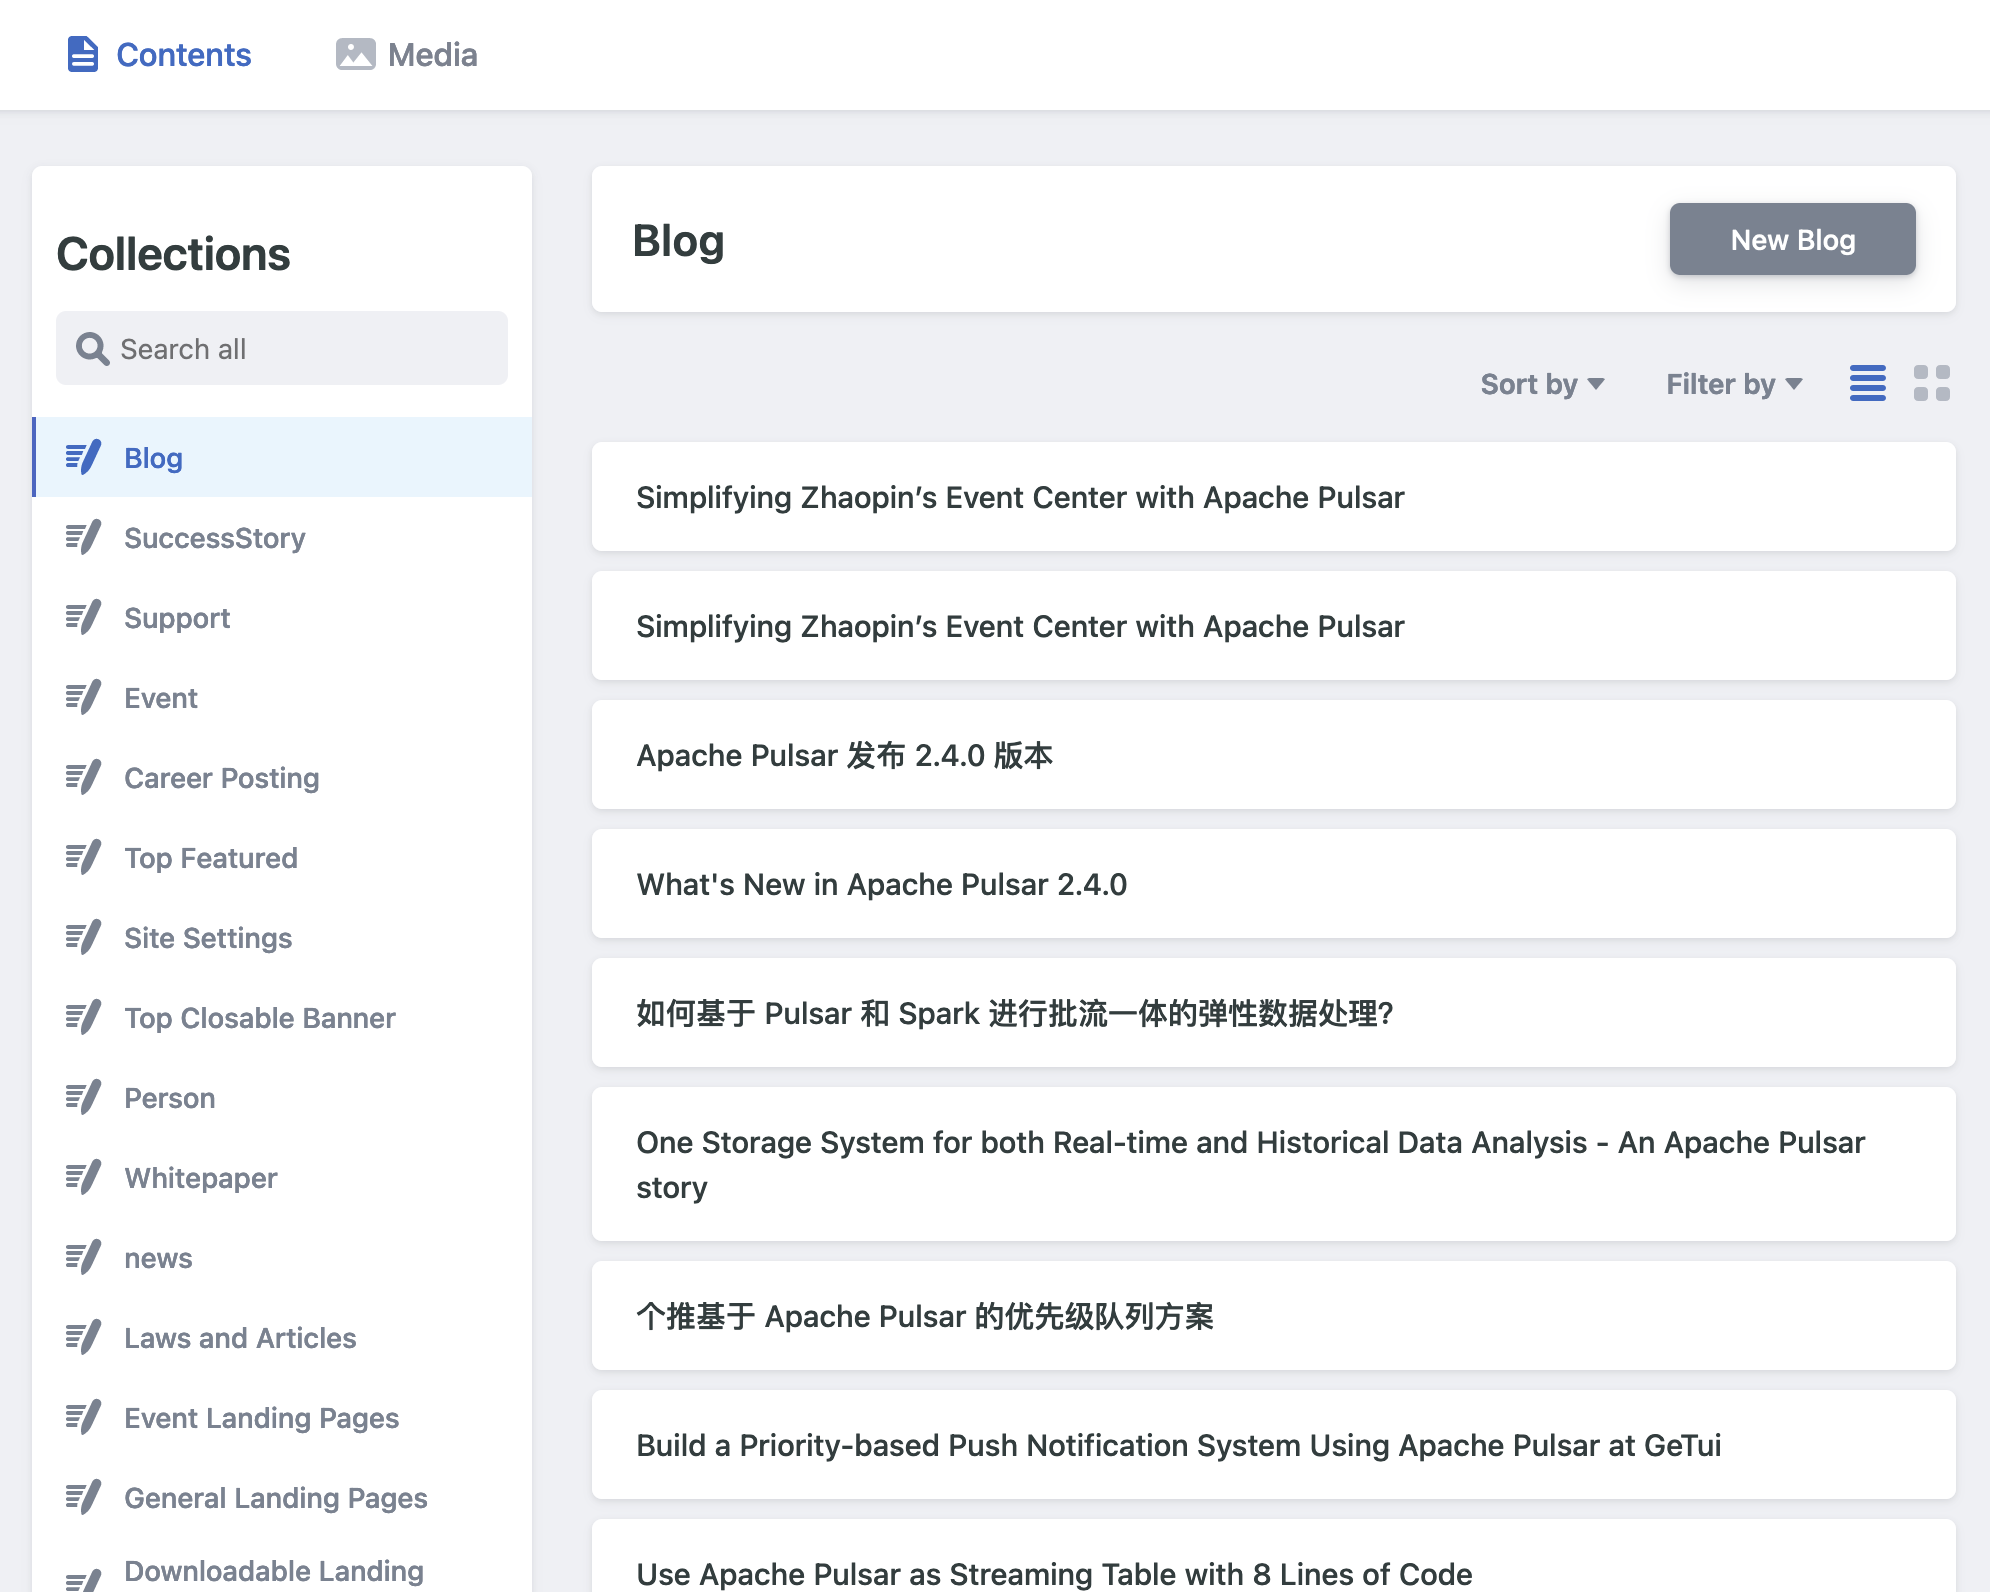 Contents
Media
Collections
Search all
Blog
SuccessStory
Support
Event
Career Posting
Top Featured
Site Settings
Top Closable Banner
Person
Whitepaper
news
Laws and Articles
Event Landing Pages
General Landing Pages
Downloadable Landing
Blog
New Blog
Sort by
Filter by
Simplifying Zhaopin’s Event Center with Apache Pulsar
Simplifying Zhaopin’s Event Center with Apache Pulsar
Apache Pulsar 发布 2.4.0 版本
What's New in Apache Pulsar 2.4.0
如何基于 Pulsar 和 Spark 进行批流一体的弹性数据处理?
One Storage System for both Real-time and Historical Data Analysis - An Apache Pulsar
story
个推基于 Apache Pulsar 的优先级队列方案
Build a Priority-based Push Notification System Using Apache Pulsar at GeTui
Use Apache Pulsar as Streaming Table with 8 Lines of Code